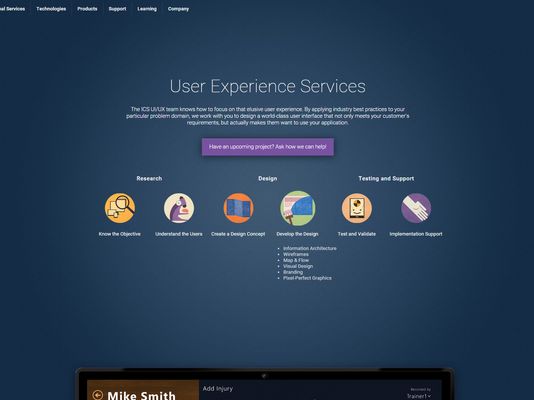 al Services Technologies Products Support Learning Company
User Experience Services
The ICS UI/UX team knows how to focus on that elusive user experience. By applying industry best practices to your
particular problem domain, we work with you to design a world-class user interface that not only meets your customer's
requirements, but actually makes them want to use your application.
Have an upcoming project? Ask how we can help!
Research Design Testing and Support
Know the Objective Understand the Users Create a Design Concept Develop the Design Test and Validate Implementation Support
• Information Architecture
• Wireframes
• Map & Flow
• Visual Design
• Branding
• Pixel-Perfect Graphics
Mike Smith Add Injury Recorded by
Trainer1